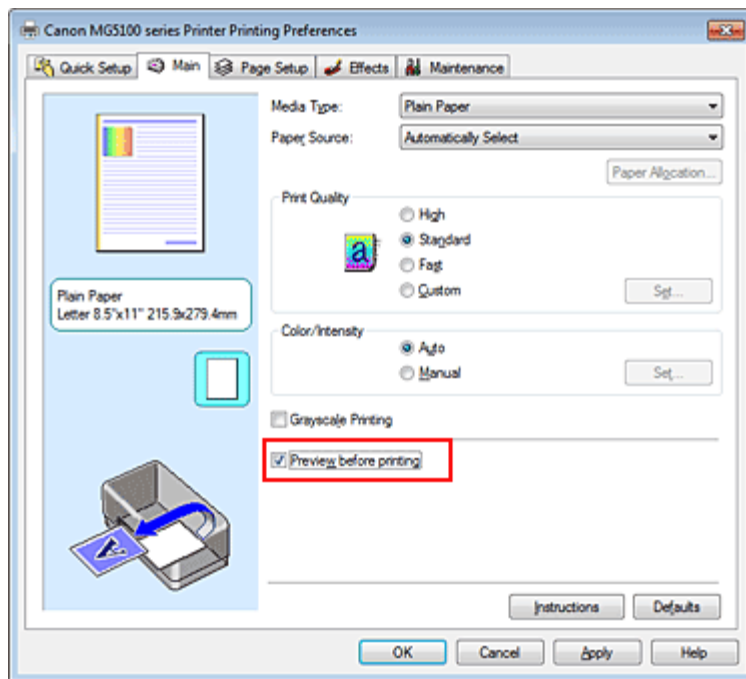 Canon MG5100 series Printer Printing Preferences
Quick Setup Main Page Setup Effects Maintenance
Media Type: Plain Paper
Paper Source: Automatically Select
Paper Allocation...
Print Quality
High
Standard
Fast
Custom Set...
a
Plain Paper
Letter 8.5"x11" 215.9x279.4mm
Color/Intensity
Auto
Manual Set...
Grayscale Printing
Preview before printing
A
Instructions Defaults
OK Cancel Apply Help